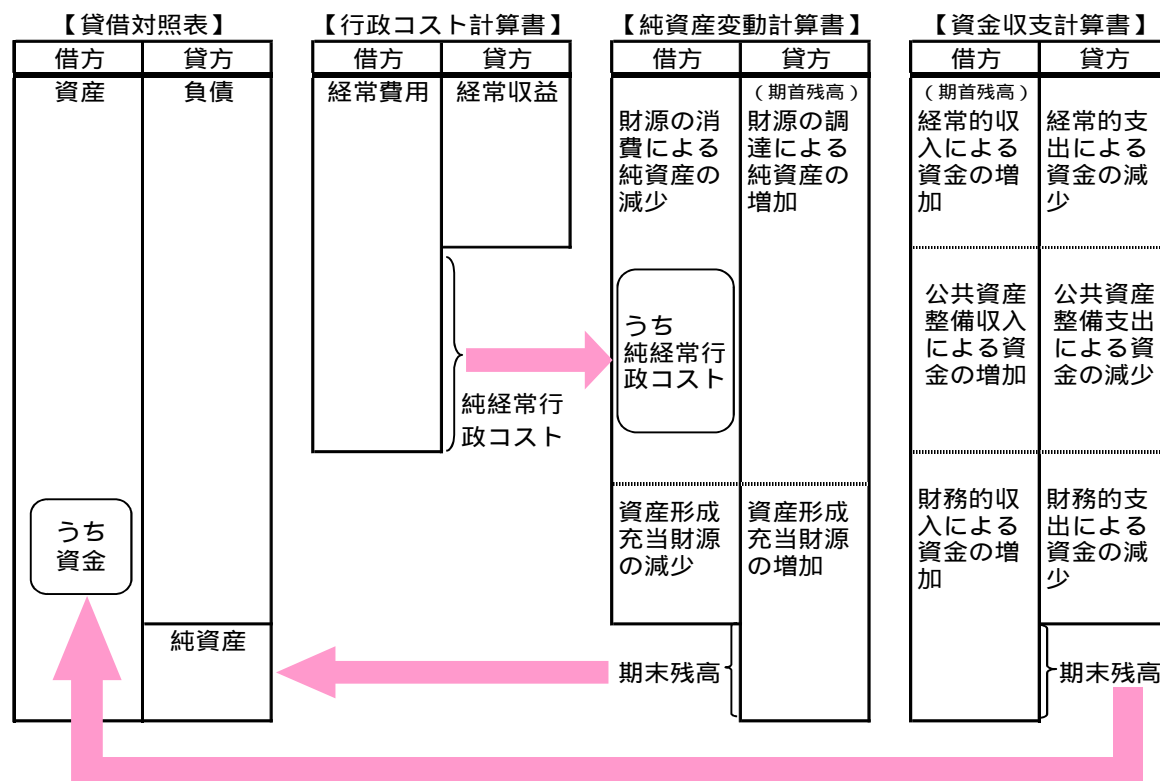 【貸借対照表】
借方
貸方
資産
負債
うち
資金
純資産
【行政コスト計算書】
借方
貸方
経常費用
経常収益
純経常行
政コスト
【純資産変動計算書】
借方
貸方
（期首残高）
財源の消
費による
純資産の
減少
財源の調
達による
純資産の
増加
うち
純経常行
政コスト
資産形成
充当財源
の減少
資産形成
充当財源
の増加
期末残高
【資金収支計算書】
借方
貸方
（期首残高）
経常的収
入による
資金の増
加
経常的支
出による
資金の減
少
公共資産
整備収入
による資
金の増加
公共資産
整備支出
による資
金の減少
財務的収
入による
資金の増
加
財務的支
出による
資金の減
少
期末残高